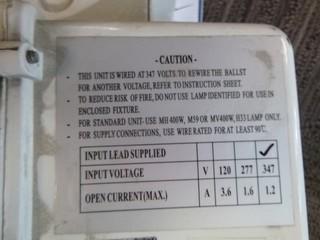 - CAUTION -
- THIS UNIT IS WIRED AT 347 VOLTS /TO REWIRE THE BALLST
FOR ANOTHER VOLTAGE, REFER TO INSTRUCTION SHEET.
- TO REDUCE RISK OF FIRE, DO NOT USE LAMP IDENTIFIED FOR USE IN
ENCLOSED FIXTURE.
- FOR STANDARD UNIT- USE MH 400W, M59 OR MV400W, H33 LAMP ONLY.
- FOR SUPPLY CONNECTIONS, USE WIRE RATED FOR AT LEAST 90°C.
INPUT LEAD SUPPLIED ✓
INPUT VOLTAGE V 120 277 347
OPEN CURRENT(MAX.) A 3.6 1.6 1.2